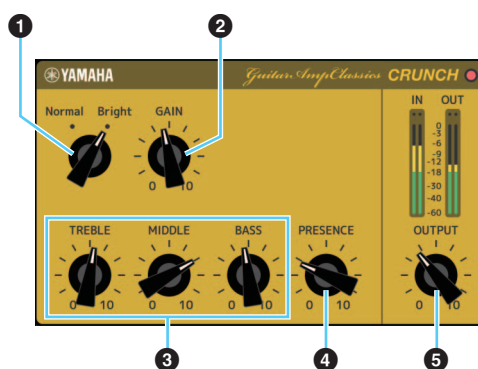 1 2
YAMAHA Guitar Amp Classics CRUNCH
Normal Bright GAIN IN OUT
0
-3
-6
-9
-12
-18
-30
-40
-60
0 10
TREBLE MIDDLE BASS PRESENCE OUTPUT
0 10 0 10 0 10 0 10 0 10
3 4 5